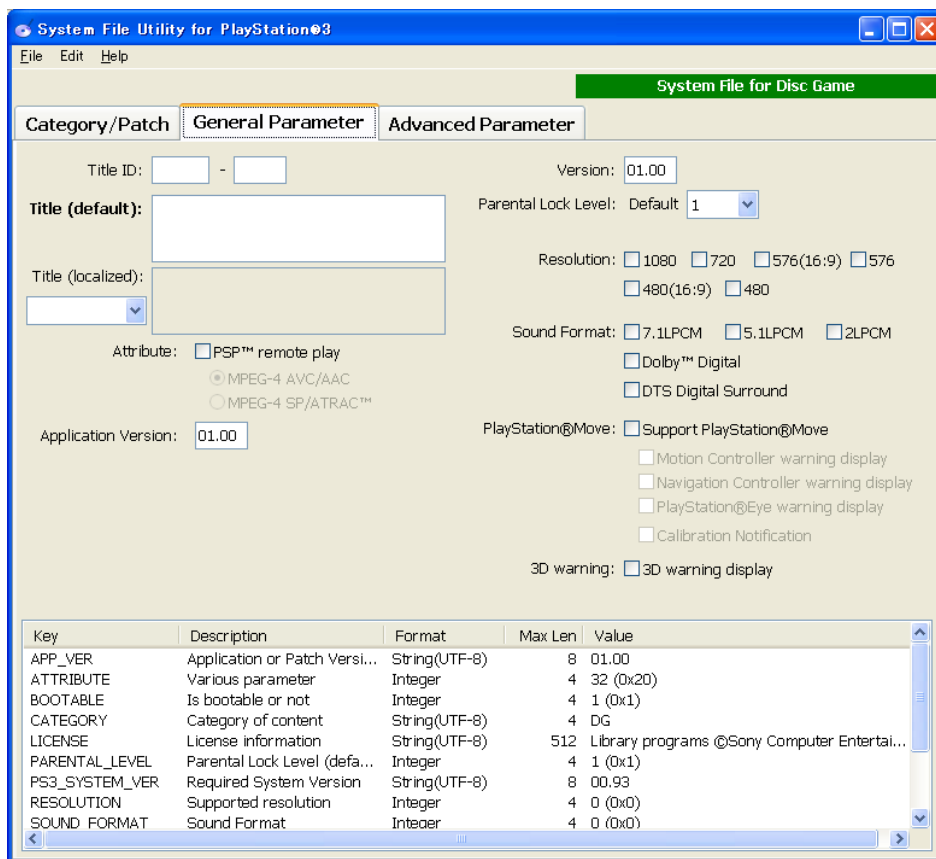 System File Utility for PlayStation®3
File Edit Help
System File for Disc Game
Category/Patch General Parameter Advanced Parameter
Title ID: -
Version: 01.00
Title (default):
Parental Lock Level: Default 1
Title (localized):
Resolution: 1080 720 576(16:9) 576
480(16:9) 480
Sound Format: 7.1LPCM 5.1LPCM 2LPCM
Dolby™ Digital
DTS Digital Surround
Attribute: PSP™ remote play
MPEG-4 AVC/AAC
MPEG-4 SP/ATRAC™
Application Version: 01.00
PlayStation®Move: Support PlayStation®Move
Motion Controller warning display
Navigation Controller warning display
PlayStation®Eye warning display
Calibration Notification
3D warning: 3D warning display
Key Description Format Max Len Value
APP_VER Application or Patch Versi... String(UTF-8) 8 01.00
ATTRIBUTE Various parameter Integer 4 32 (0x20)
BOOTABLE Is bootable or not Integer 4 1 (0x1)
CATEGORY Category of content String(UTF-8) 4 DG
LICENSE License information String(UTF-8) 512 Library programs ©Sony Computer Entertai...
PARENTAL_LEVEL Parental Lock Level (defa... Integer 4 1 (0x1)
PS3_SYSTEM_VER Required System Version String(UTF-8) 8 00.93
RESOLUTION Supported resolution Integer 4 0 (0x0)
SOUND_FORMAT Sound Format Integer 4 0 (0x0)